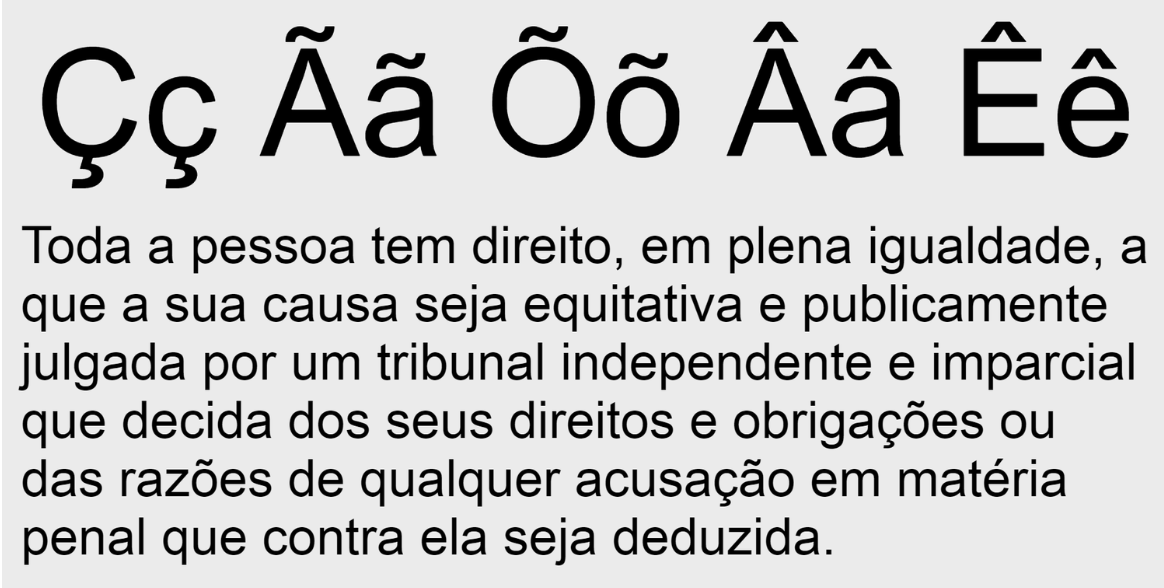 Çç Ãã Õõ Ââ Êê
Toda a pessoa tem direito, em plena igualdade, a
que a sua causa seja equitativa e publicamente
julgada por um tribunal independente e imparcial
que decida dos seus direitos e obrigações ou
das razões de qualquer acusação em matéria
penal que contra ela seja deduzida.